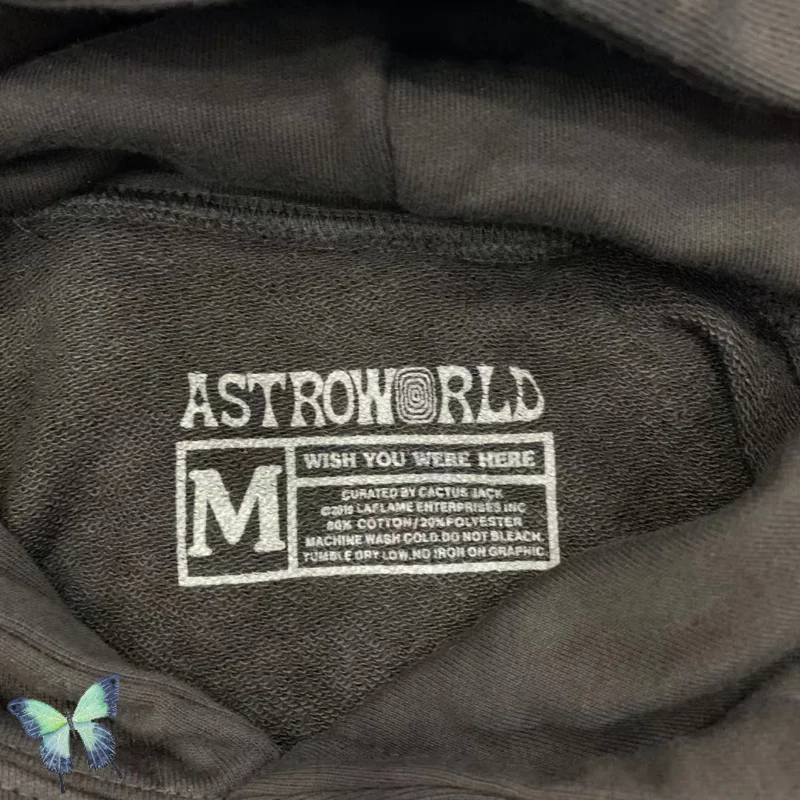 ASTROWORLD
M
WISH YOU WERE HERE
CURATED BY CACTUS JACK
©2019 LAFLAME ENTERPRISES INC
80% COTTON/20%POLYESTER
MACHINE WASH COLD.DO NOT BLEACH.
TUMBLE DRY LOW.NO IRON ON GRAPHIC.